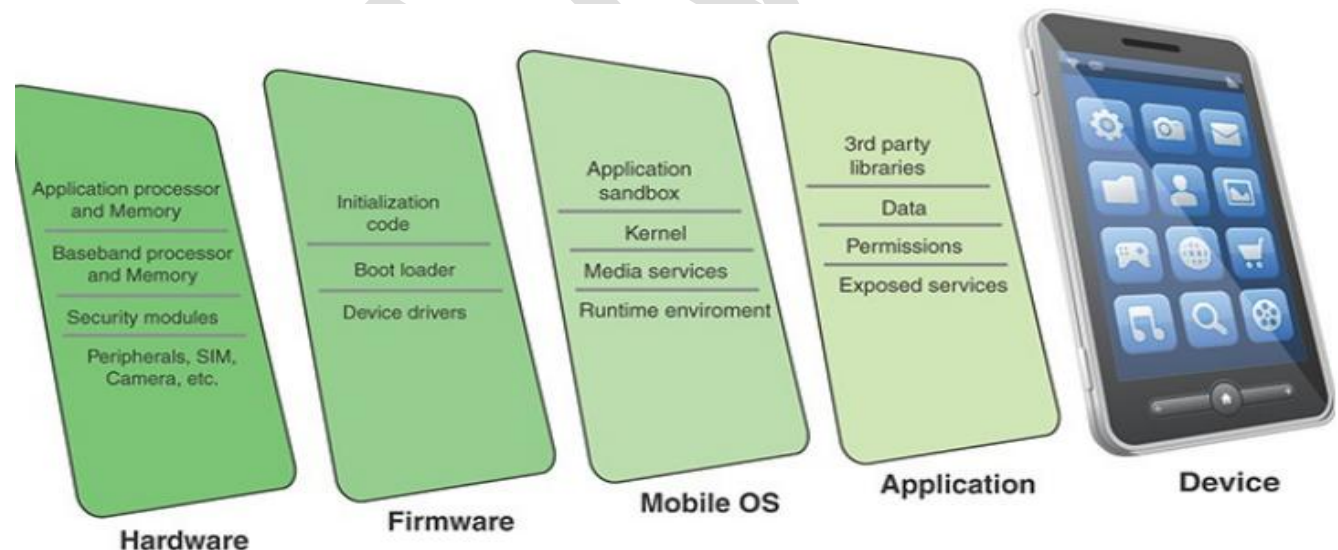 Application processor
and Memory
Baseband processor
and Memory
Security modules
Peripherals, SIM,
Camera, etc.
Hardware
Initialization
code
Boot loader
Device drivers
Firmware
Application
sandbox
Kernel
Media services
Runtime enviroment
Mobile OS
3rd party
libraries
Data
Permissions
Exposed services
Application
Device